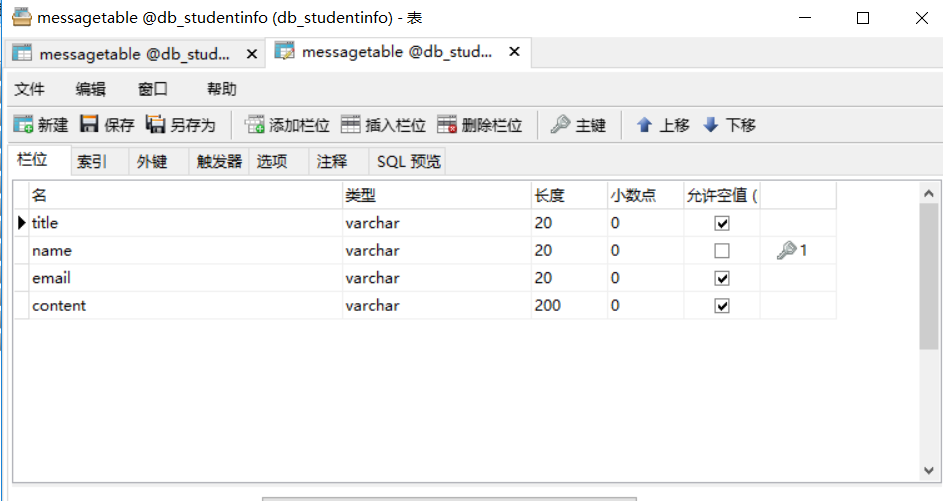 messagetable @db_studentinfo (db_studentinfo) - 表
messagetable @db_stud... messagetable @db_stud...
文件 编辑 窗口 帮助
新建 保存 另存为 添加栏位 插入栏位 删除栏位 主键 上移 下移
栏位 索引 外键 触发器 选项 注释 SQL 预览
名 类型 长度 小数点 允许空值 (
title varchar 20 0
name varchar 20 0 1
email varchar 20 0
content varchar 200 0